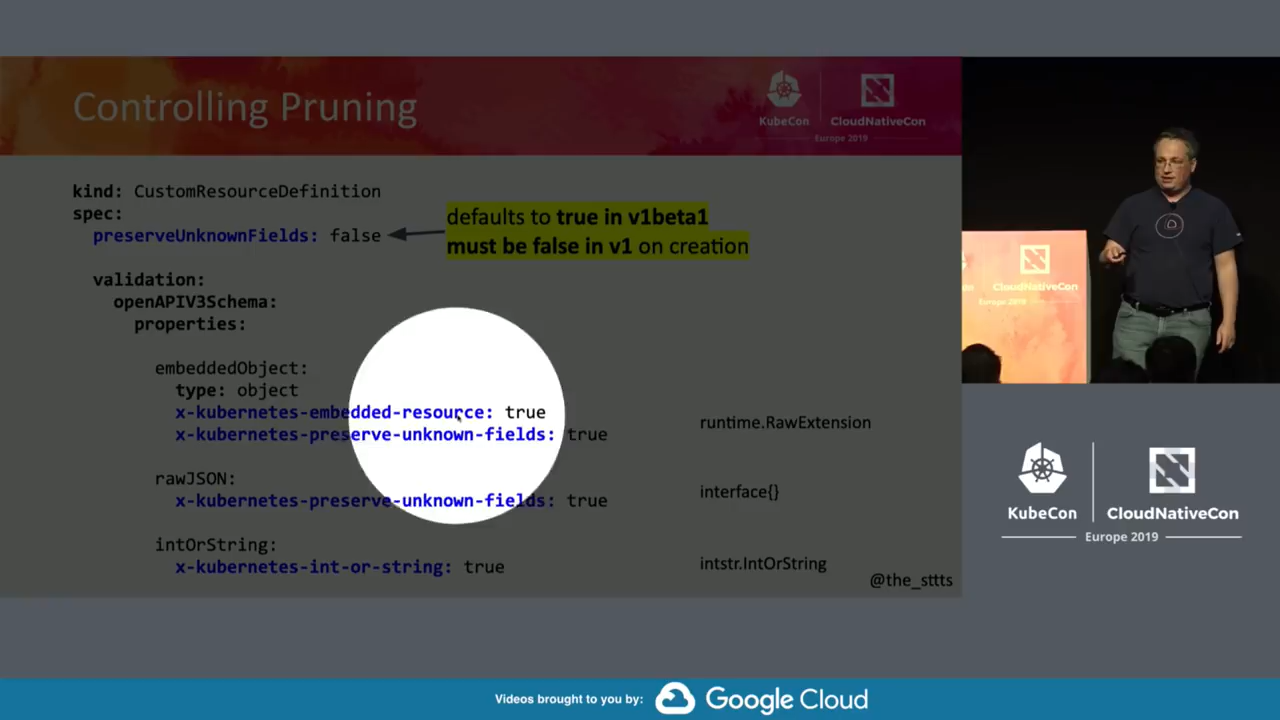 Controlling Pruning
KubeCon
CloudNativeCon
Europe 2019
kind: CustomResourceDefinition
spec:
preserveUnknownFields: false
defaults to true in v1beta1
must be false in v1 on creation
validation:
openAPIV3Schema:
properties:
embeddedObject:
type: object
x-kubernetes-embedded-resource: true
x-kubernetes-preserve-unknown-fields: true
runtime.RawExtension
rawJSON:
x-kubernetes-preserve-unknown-fields: true
interface{}
intOrString:
x-kubernetes-int-or-string: true
intstr.IntOrString
@the_sttts
CloudNativeCon
Europe 2019
KubeCon
CloudNativeCon
Europe 2019
Videos brought to you by:
Google Cloud